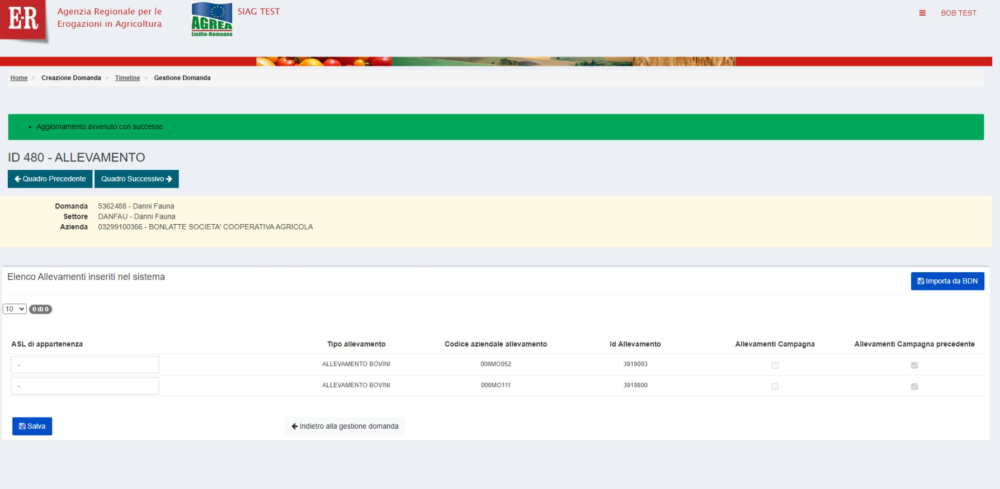 E-R
Agenzia Regionale per le
Erogazioni in Agricoltura
AGREA
Emilia-Romagna
SIAG TEST
BOB TEST
Home > Creazione Domanda > Timeline > Gestione Domanda
• Aggiornamento avvenuto con successo.
ID 480 - ALLEVAMENTO
Quadro Precedente
Quadro Successivo
Domanda 5362488 - Danni Fauna
Settore DANFAU - Danni Fauna
Azienda 03299100366 - BONLATTE SOCIETA' COOPERATIVA AGRICOLA
Elenco Allevamenti inseriti nel sistema
Importa da BDN
10 0 di 0
ASL di appartenenza Tipo allevamento Codice aziendale allevamento Id Allevamento Allevamenti Campagna Allevamenti Campagna precedente
- ALLEVAMENTO BOVINI 006MO052 3919093
- ALLEVAMENTO BOVINI 006MO111 3919800
Salva
Indietro alla gestione domanda